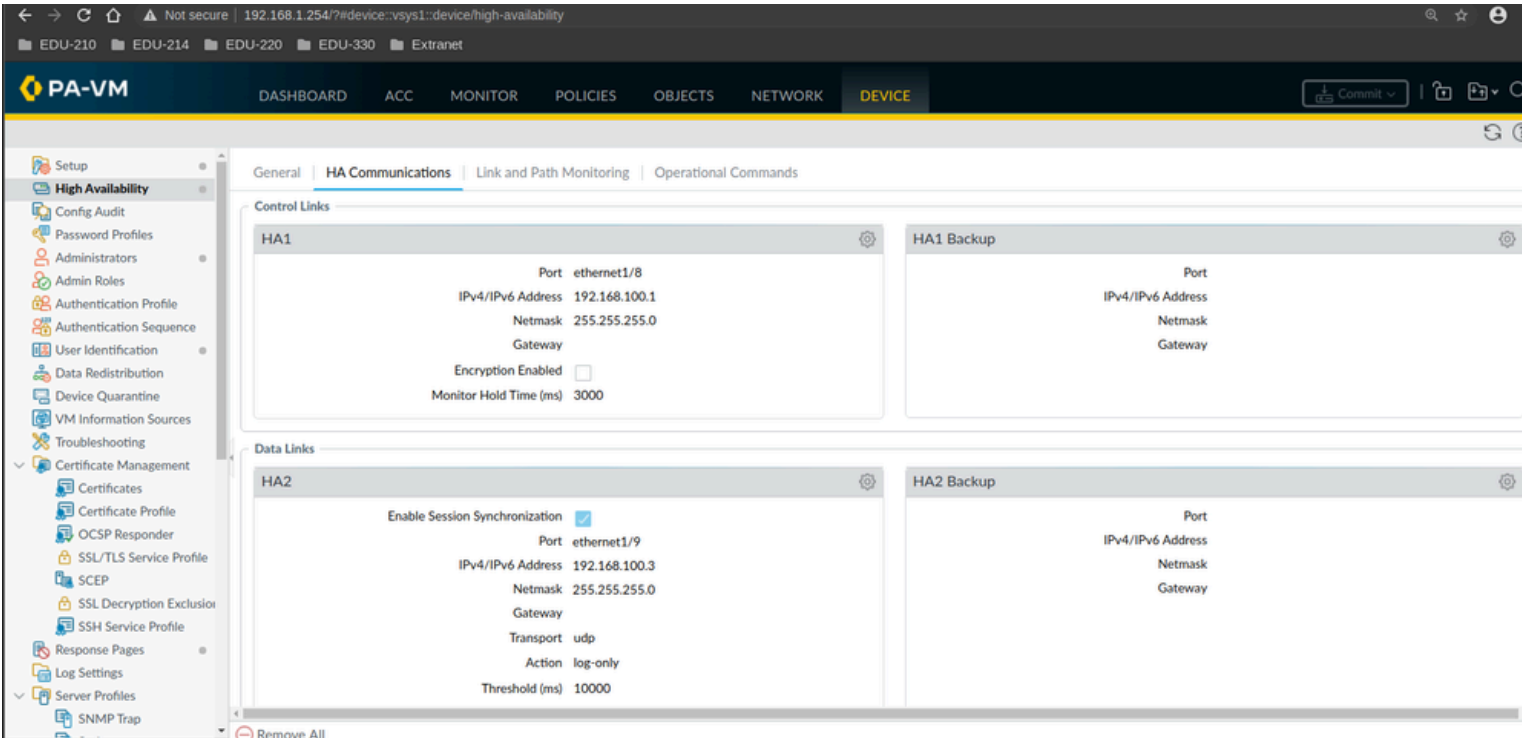 Not secure | 192.168.1.254/?#device::vsys1::device/high-availability
EDU-210 EDU-214 EDU-220 EDU-330 Extranet
PA-VM DASHBOARD ACC MONITOR POLICIES OBJECTS NETWORK DEVICE Commit
Setup
High Availability
Config Audit
Password Profiles
Administrators
Admin Roles
Authentication Profile
Authentication Sequence
User Identification
Data Redistribution
Device Quarantine
VM Information Sources
Troubleshooting
Certificate Management
Certificates
Certificate Profile
OCSP Responder
SSL/TLS Service Profile
SCEP
SSL Decryption Exclusion
SSH Service Profile
Response Pages
Log Settings
Server Profiles
SNMP Trap
General | HA Communications | Link and Path Monitoring | Operational Commands
Control Links
HA1
Port ethernet1/8
IPv4/IPv6 Address 192.168.100.1
Netmask 255.255.255.0
Gateway
Encryption Enabled
Monitor Hold Time (ms) 3000
HA1 Backup
Port
IPv4/IPv6 Address
Netmask
Gateway
Data Links
HA2
Enable Session Synchronization
Port ethernet1/9
IPv4/IPv6 Address 192.168.100.3
Netmask 255.255.255.0
Gateway
Transport udp
Action log-only
Threshold (ms) 10000
HA2 Backup
Port
IPv4/IPv6 Address
Netmask
Gateway
Remove All